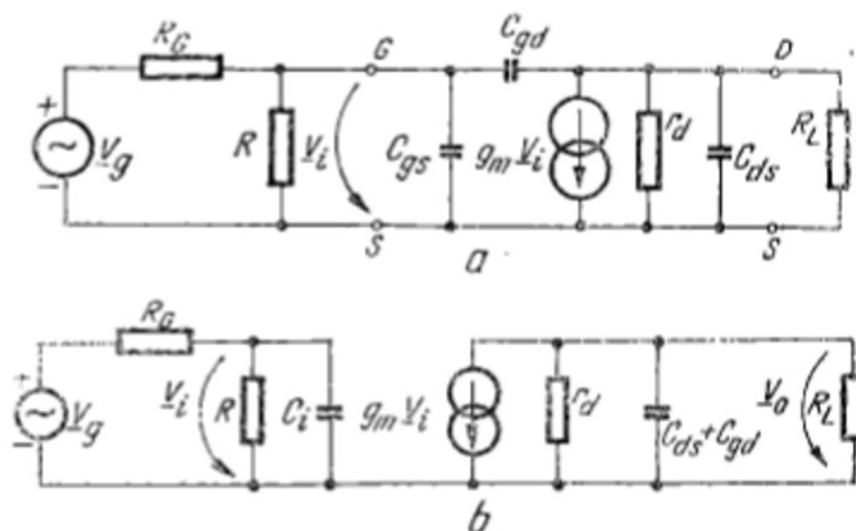 R_G
G
C_gd
D
+
V_g
-
R
V_i
C_gs
g_m V_i
r_d
C_ds
R_L
S
S
a
R_G
+
V_g
-
V_i
R
C_i
g_m V_i
r_d
C_ds+C_gd
V_o
R_L
b